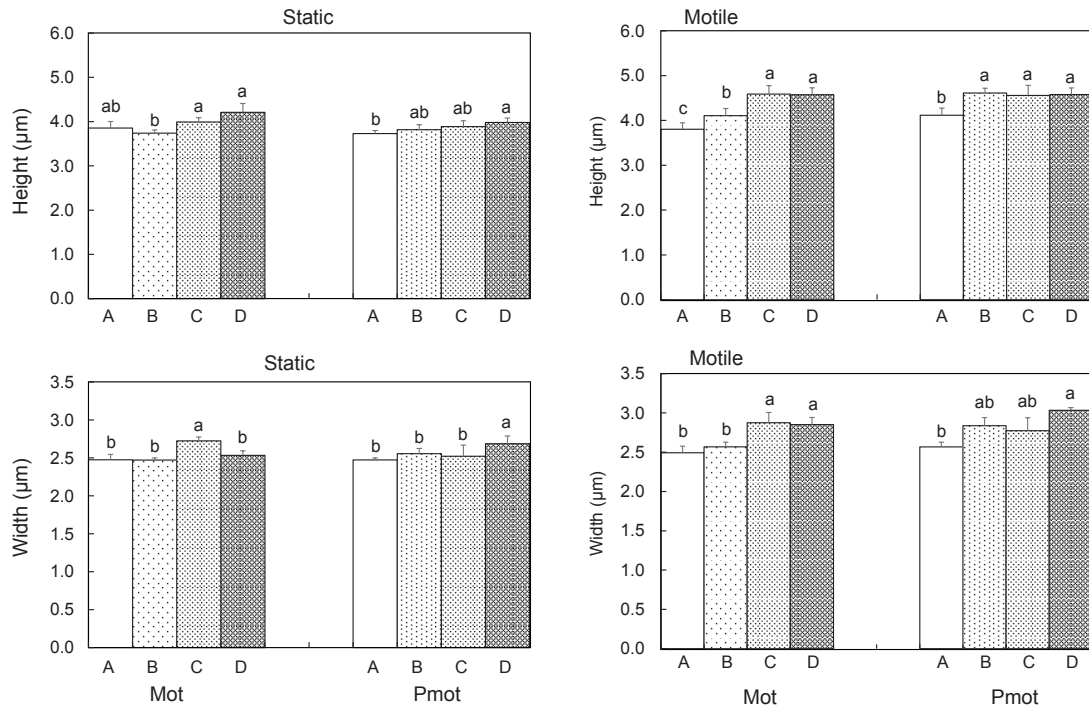 Static
6.0
5.0
4.0
3.0
2.0
1.0
0.0
Height (µm)
ab b a a b ab ab a
A B C D A B C D
Motile
6.0
5.0
4.0
3.0
2.0
1.0
0.0
Height (µm)
c b a a b a a a
A B C D A B C D
Static
3.5
3.0
2.5
2.0
1.5
1.0
0.5
0.0
Width (µm)
b b a b b b b a
A B C D A B C D
Mot Pmot
Motile
3.5
3.0
2.5
2.0
1.5
1.0
0.5
0.0
Width (µm)
b b a a b ab ab a
A B C D A B C D
Mot Pmot